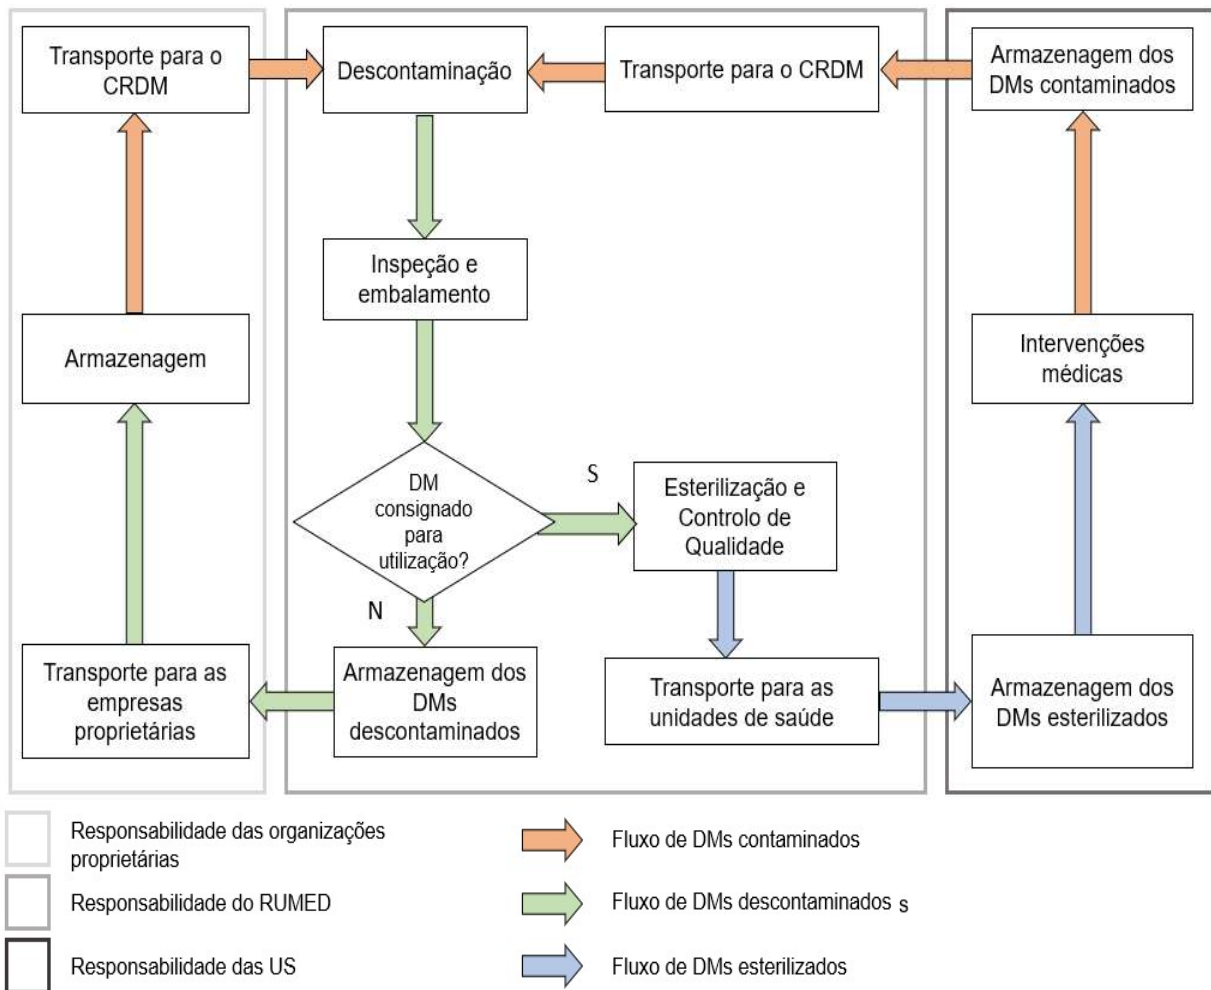 Transporte para o
CRDM
Descontaminação
Transporte para o CRDM
Armazenagem dos
DMs contaminados
Inspeção e
embalamento
Armazenagem
Intervenções
médicas
DM
consignado
para
utilização?
S
Esterilização e
Controlo de
Qualidade
N
Transporte para as
empresas
proprietárias
Armazenagem dos
DMs
descontaminados
Transporte para as
unidades de saúde
Armazenagem dos
DMs esterilizados
Responsabilidade das organizações
proprietárias
Fluxo de DMs contaminados
Responsabilidade do RUMED
Fluxo de DMs descontaminados s
Responsabilidade das US
Fluxo de DMs esterilizados